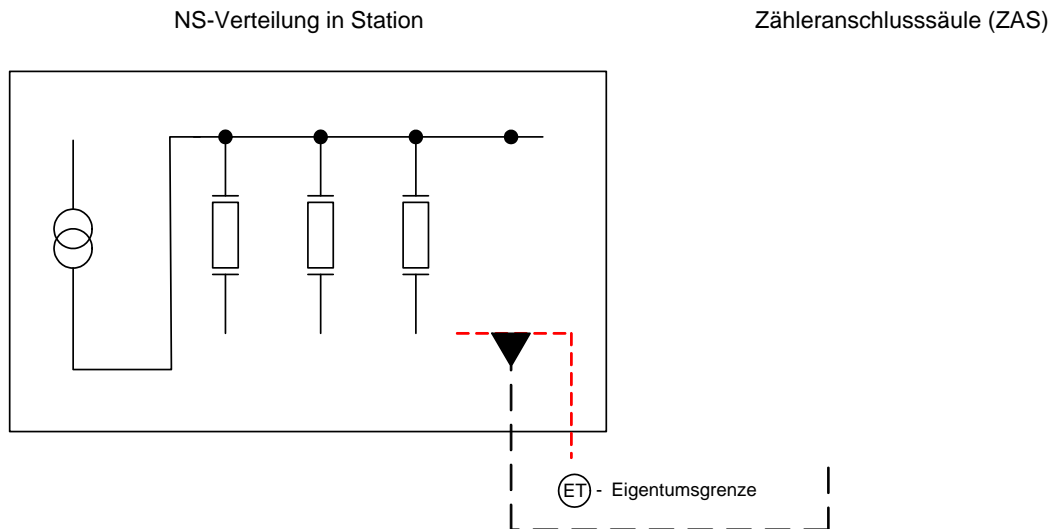 NS-Verteilung in Station
Zähleranschlusssäule (ZAS)
ET - Eigentumsgrenze